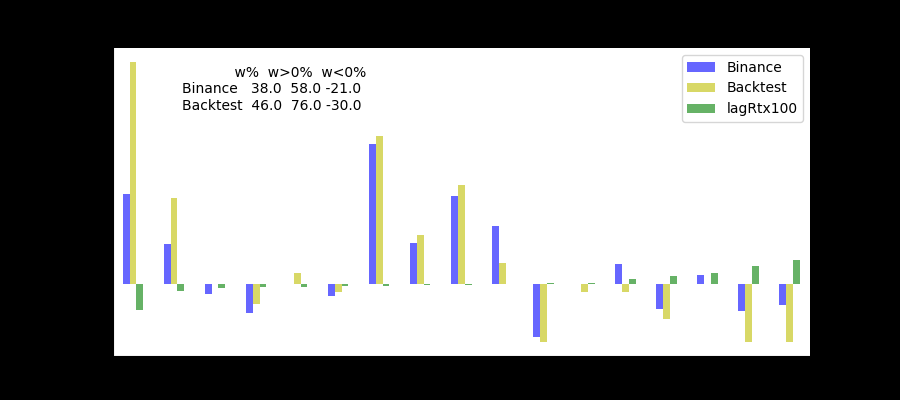 w% w>0% w<0%
Binance 38.0 58.0 -21.0
Backtest 46.0 76.0 -30.0
Binance
Backtest
lagRtx100